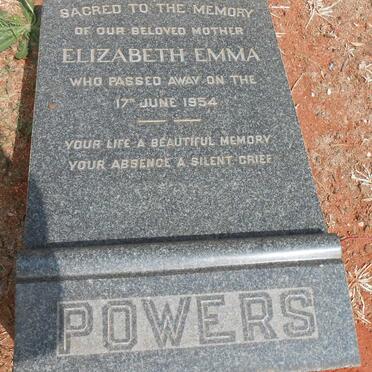 SACRED TO THE MEMORY
OF OUR BELOVED MOTHER
ELIZABETH EMMA
WHO PASSED AWAY ON THE
17TH JUNE 1954
YOUR LIFE A BEAUTIFUL MEMORY
YOUR ABSENCE A SILENT GRIEF
POWERS